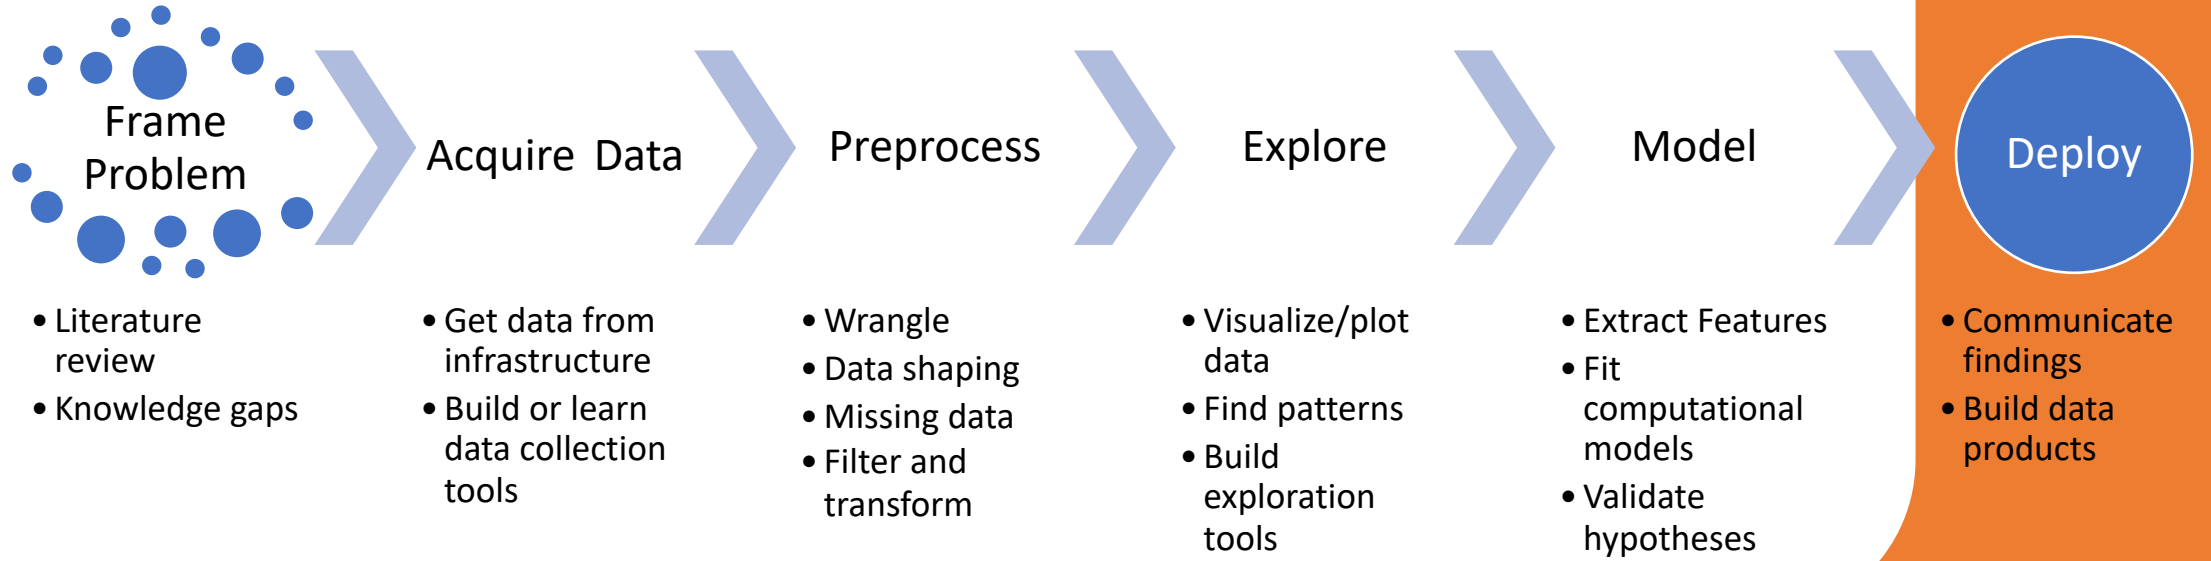 Frame
Problem
Acquire Data
Preprocess
Explore
Model
Deploy
• Literature
review
• Knowledge gaps
• Get data from
infrastructure
• Build or learn
data collection
tools
• Wrangle
• Data shaping
• Missing data
• Filter and
transform
• Visualize/plot
data
• Find patterns
• Build
exploration
tools
• Extract Features
• Fit
computational
models
• Validate
hypotheses
• Communicate
findings
• Build data
products